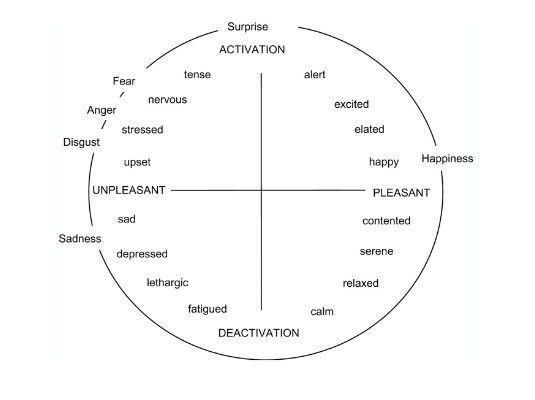 Surprise
ACTIVATION
tense
alert
Fear
nervous
excited
Anger
stressed
elated
Disgust
upset
happy
Happiness
UNPLEASANT
PLEASANT
sad
contented
Sadness
depressed
serene
lethargic
relaxed
fatigued
calm
DEACTIVATION